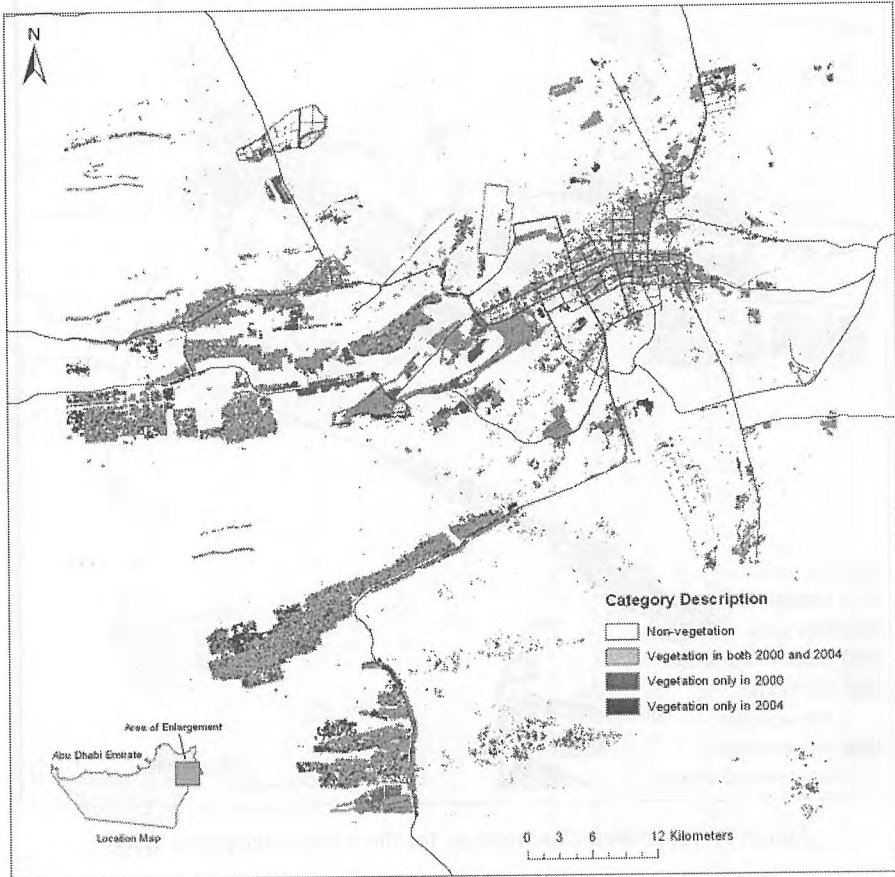 N
Category Description
Non-vegetation
Vegetation in both 2000 and 2004
Vegetation only in 2000
Vegetation only in 2004
Area of Enlargement
Abu Dhabi Emirate
Location Map
0 3 6 12 Kilometers